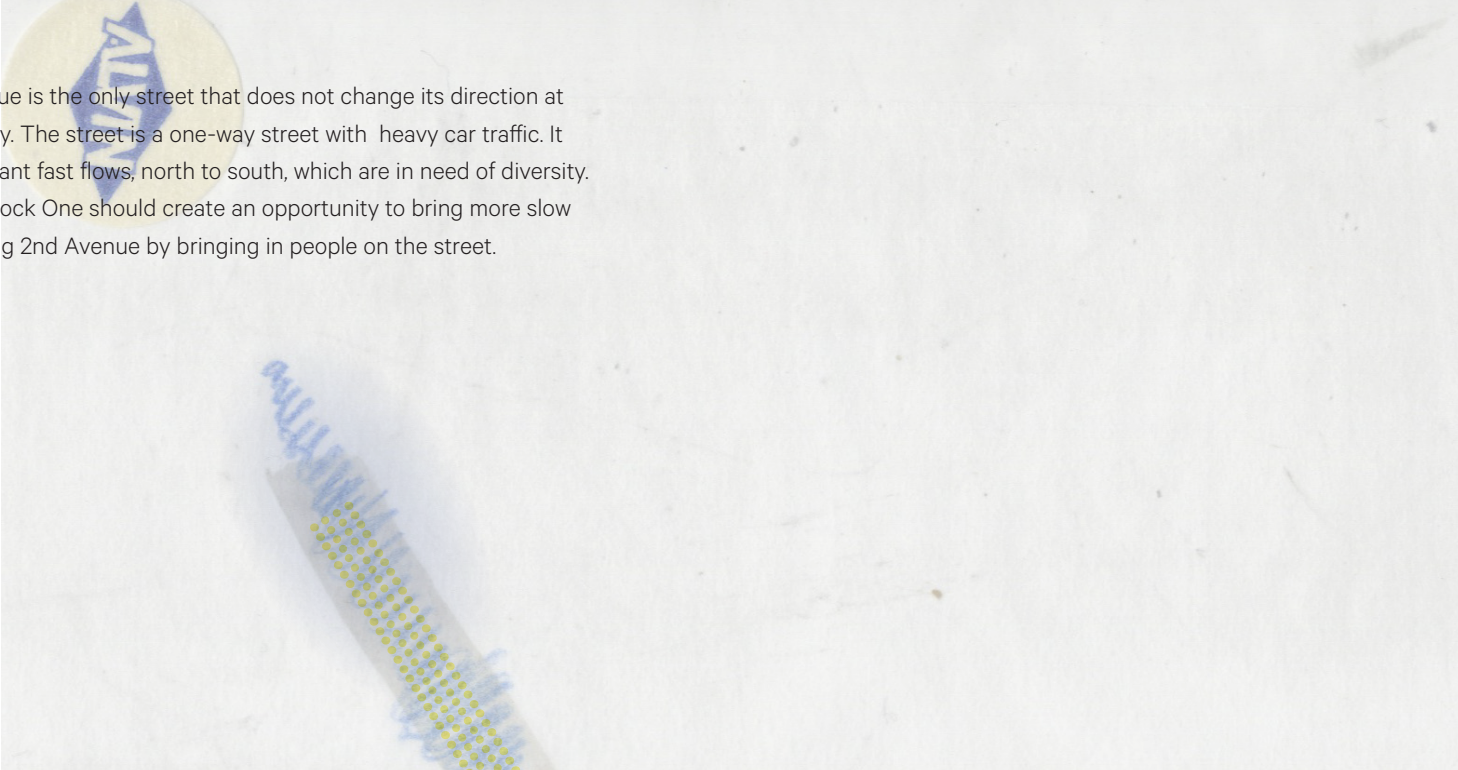 ALVIN
ue is the only street that does not change its direction at
y. The street is a one-way street with  heavy car traffic. It
ant fast flows, north to south, which are in need of diversity.
ock One should create an opportunity to bring more slow
g 2nd Avenue by bringing in people on the street.